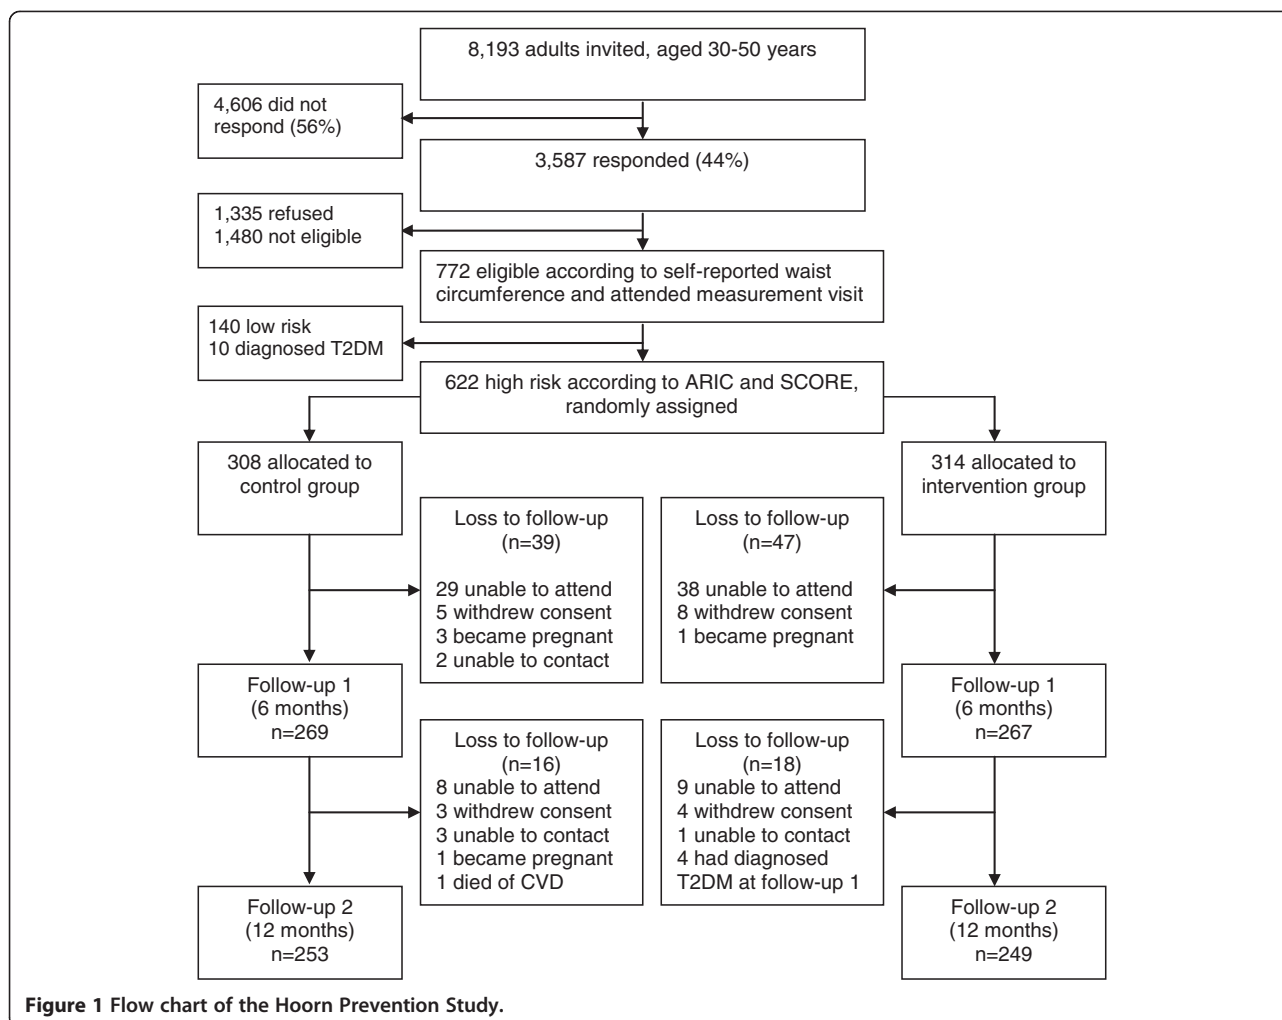 8,193 adults invited, aged 30-50 years
4,606 did not
respond (56%)
3,587 responded (44%)
1,335 refused
1,480 not eligible
772 eligible according to self-reported waist
circumference and attended measurement visit
140 low risk
10 diagnosed T2DM
622 high risk according to ARIC and SCORE,
randomly assigned
308 allocated to
control group
314 allocated to
intervention group
Loss to follow-up
(n=39)
29 unable to attend
5 withdrew consent
3 became pregnant
2 unable to contact
Loss to follow-up
(n=47)
38 unable to attend
8 withdrew consent
1 became pregnant
Follow-up 1
(6 months)
n=269
Follow-up 1
(6 months)
n=267
Loss to follow-up
(n=16)
8 unable to attend
3 withdrew consent
3 unable to contact
1 became pregnant
1 died of CVD
Loss to follow-up
(n=18)
9 unable to attend
4 withdrew consent
1 unable to contact
4 had diagnosed
T2DM at follow-up 1
Follow-up 2
(12 months)
n=253
Follow-up 2
(12 months)
n=249
Figure 1 Flow chart of the Hoorn Prevention Study.